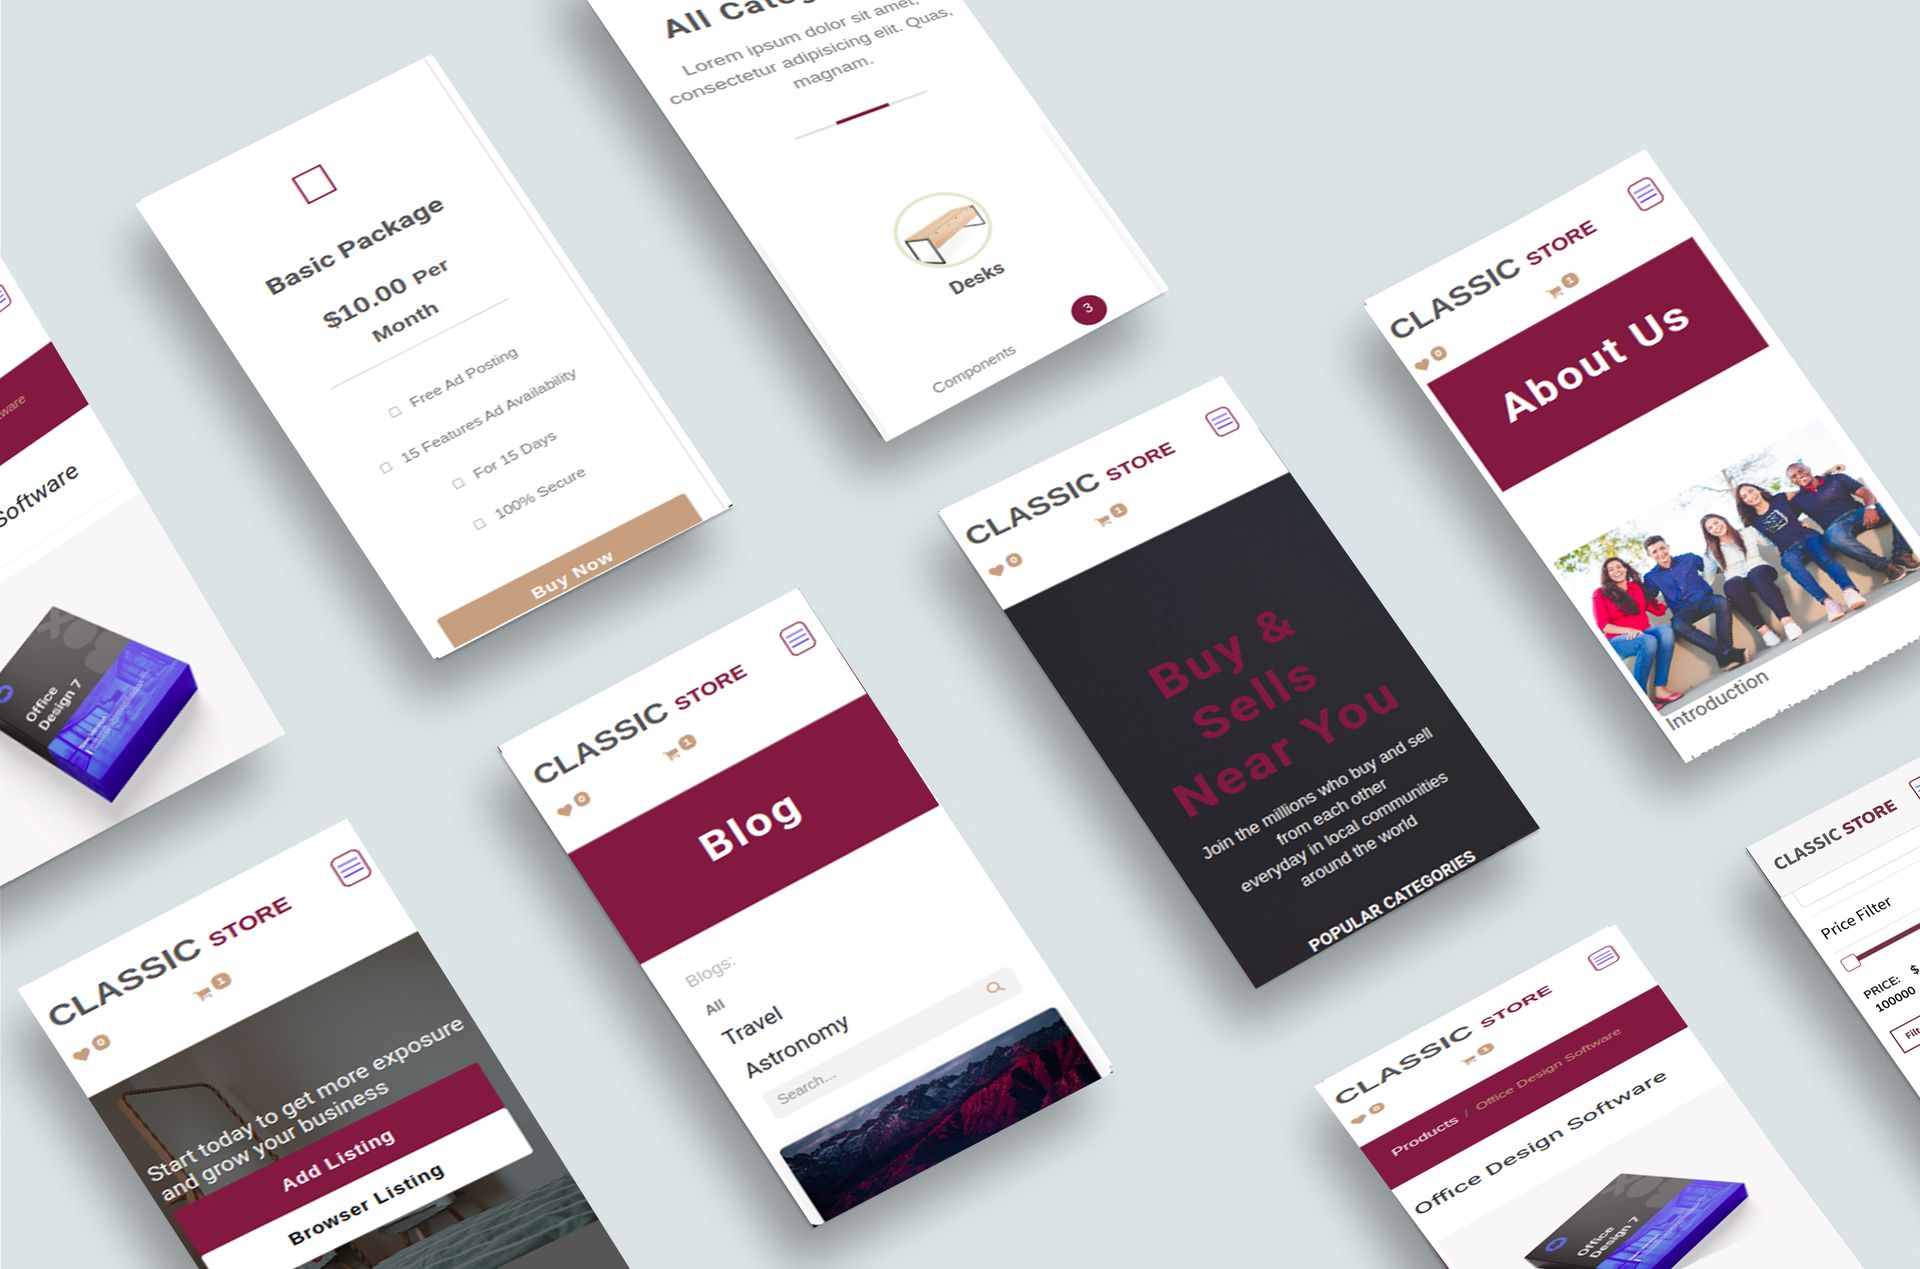 ware
Software
Office
Design 7
Basic Package
$10.00 Per
Month
Free Ad Posting
15 Features Ad Availability
For 15 Days
100% Secure
Buy Now
Lorem ipsum dolor sit amet,
consectetur adipisicing elit. Quas,
magnam.
Desks
3
Components
CLASSIC STORE
1
0
About Us
Introduction
CLASSIC STORE
1
0
Buy &
Sells
Near You
Join the millions who buy and sell
from each other
everyday in local communities
around the world
POPULAR CATEGORIES
CLASSIC STORE
1
0
Blog
Blogs:
All
Travel
Astronomy
Search...
CLASSIC STORE
1
0
Start today to get more exposure
and grow your business
Add Listing
Browser Listing
CLASSIC STORE
Price Filter
PRICE: $
100000
CLASSIC STORE
1
0
Products / Office Design Software
Office Design Software
Office
Design 7